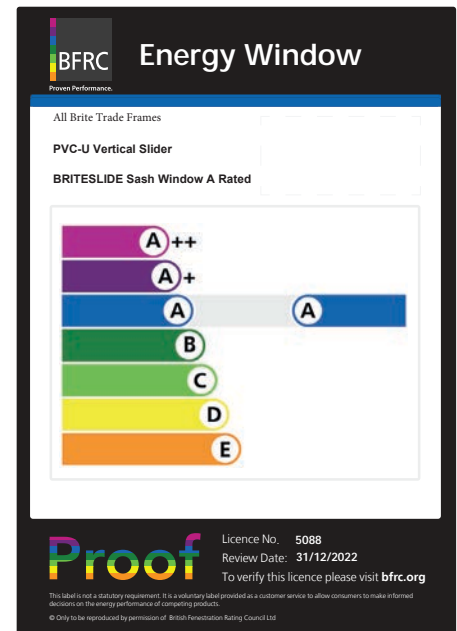 BFRC
Proven Performance.
Energy Window
All Brite Trade Frames
PVC-U Vertical Slider
BRITESLIDE Sash Window A Rated
A++
A+
A A
B
C
D
E
Proof
Licence No. 5088
Review Date: 31/12/2022
To verify this licence please visit bfrc.org
This label is not a statutory requirement. It is a voluntary label provided as a customer service to allow consumers to make informed
decisions on the energy performance of competing products.
© Only to be reproduced by permission of British Fenestration Rating Council Ltd